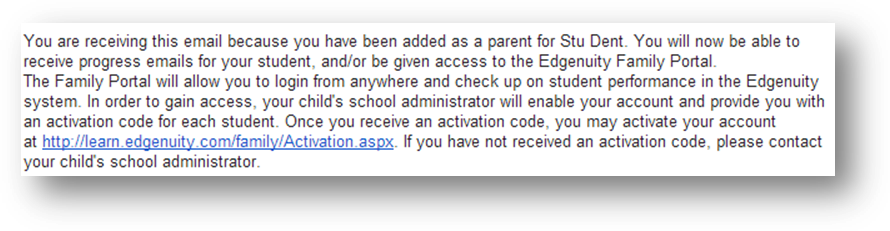 You are receiving this email because you have been added as a parent for Stu Dent. You will now be able to
receive progress emails for your student, and/or be given access to the Edgenuity Family Portal.
The Family Portal will allow you to login from anywhere and check up on student performance in the Edgenuity
system. In order to gain access, your child's school administrator will enable your account and provide you with
an activation code for each student. Once you receive an activation code, you may activate your account
at http://learn.edgenuity.com/family/Activation.aspx. If you have not received an activation code, please contact
your child's school administrator.